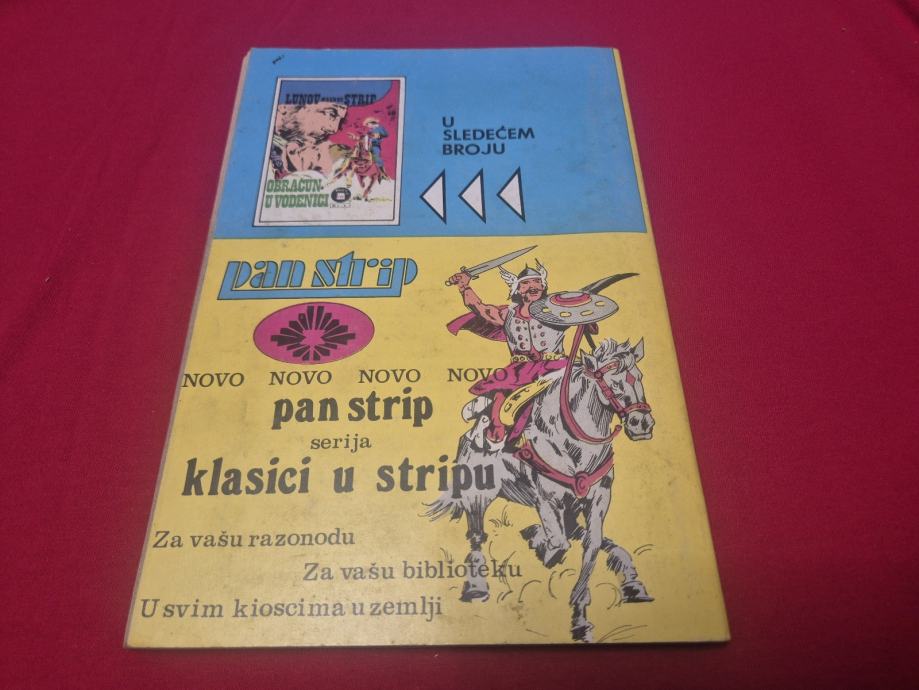 LUNOV STRIP
OBRAČUN
U VODENICI
U
SLEDEĆEM
BROJU
pan strip
NOVO NOVO NOVO NOVO
pan strip
serija
klasici u stripu
Za vašu razonodu
Za vašu biblioteku
U svim kioscima u zemlji